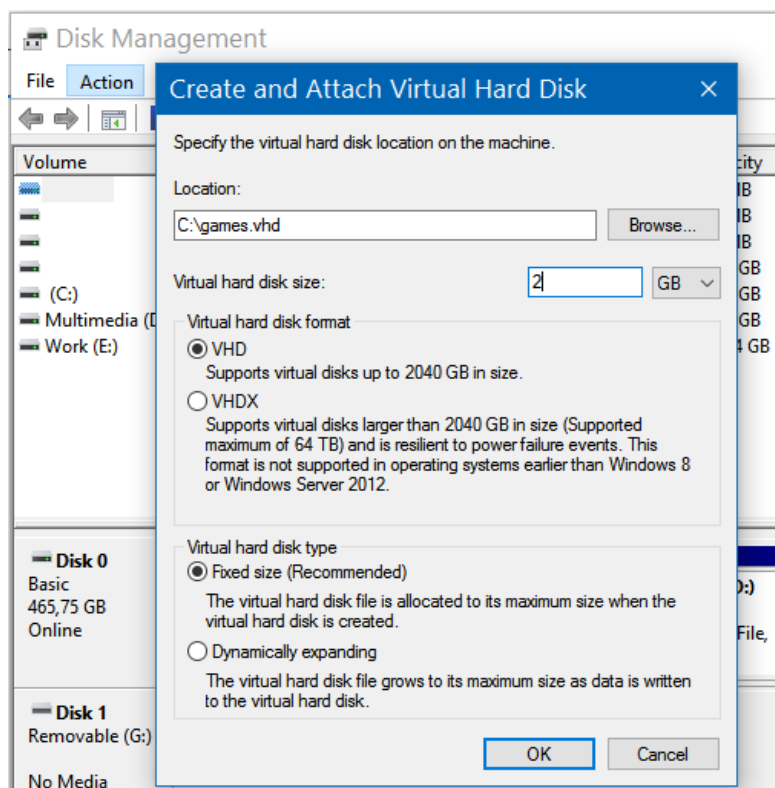 Disk Management
File Action
Create and Attach Virtual Hard Disk
Specify the virtual hard disk location on the machine.
Location:
C:\games.vhd
Browse...
Virtual hard disk size:
2
GB
Virtual hard disk format
VHD
Supports virtual disks up to 2040 GB in size.
VHDX
Supports virtual disks larger than 2040 GB in size (Supported
maximum of 64 TB) and is resilient to power failure events. This
format is not supported in operating systems earlier than Windows 8
or Windows Server 2012.
Virtual hard disk type
Fixed size (Recommended)
The virtual hard disk file is allocated to its maximum size when the
virtual hard disk is created.
Dynamically expanding
The virtual hard disk file grows to its maximum size as data is written
to the virtual hard disk.
OK
Cancel
Volume
(C:)
Multimedia (
Work (E:)
GB
GB
GB
4 GB
Disk 0
Basic
465,75 GB
Online
:)
File,
Disk 1
Removable (G:)
No Media